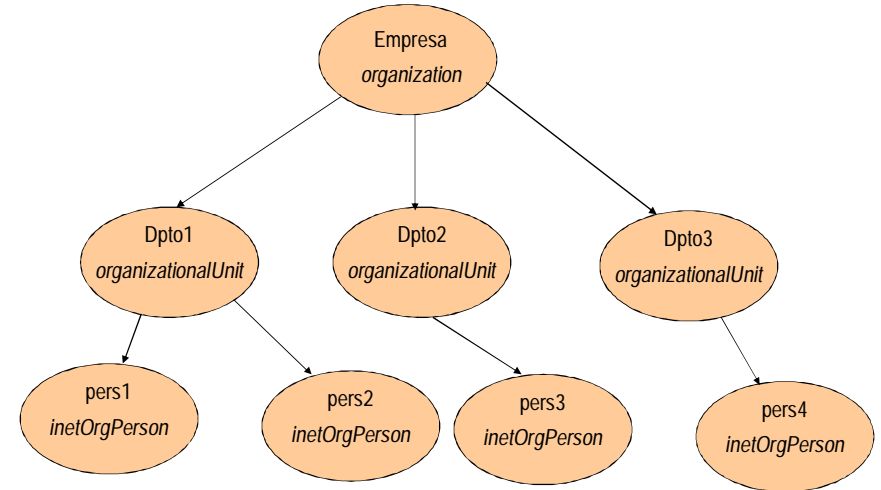 Empresa
organization
Dpto1
organizationalUnit
Dpto2
organizationalUnit
Dpto3
organizationalUnit
pers1
inetOrgPerson
pers2
inetOrgPerson
pers3
inetOrgPerson
pers4
inetOrgPerson